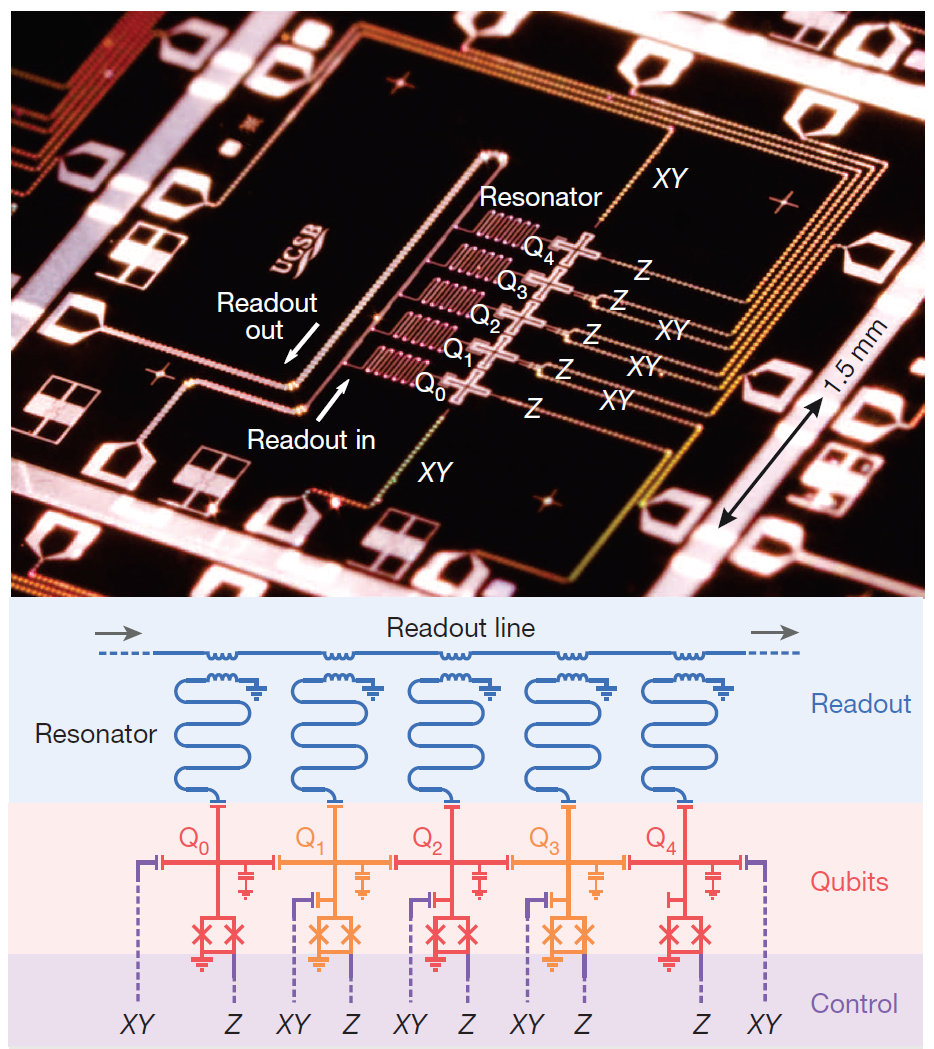 XY
Resonator
Q4
Z
UCSB
Q3
Z
Readout
out
Q2
Z
XY
Q1
Z
XY
1.5 mm
Q0
Z
XY
Readout in
XY
Readout line
Readout
Resonator
Q0
Q1
Q2
Q3
Q4
Qubits
Control
XY
Z
XY
Z
XY
Z
XY
Z
Z
XY